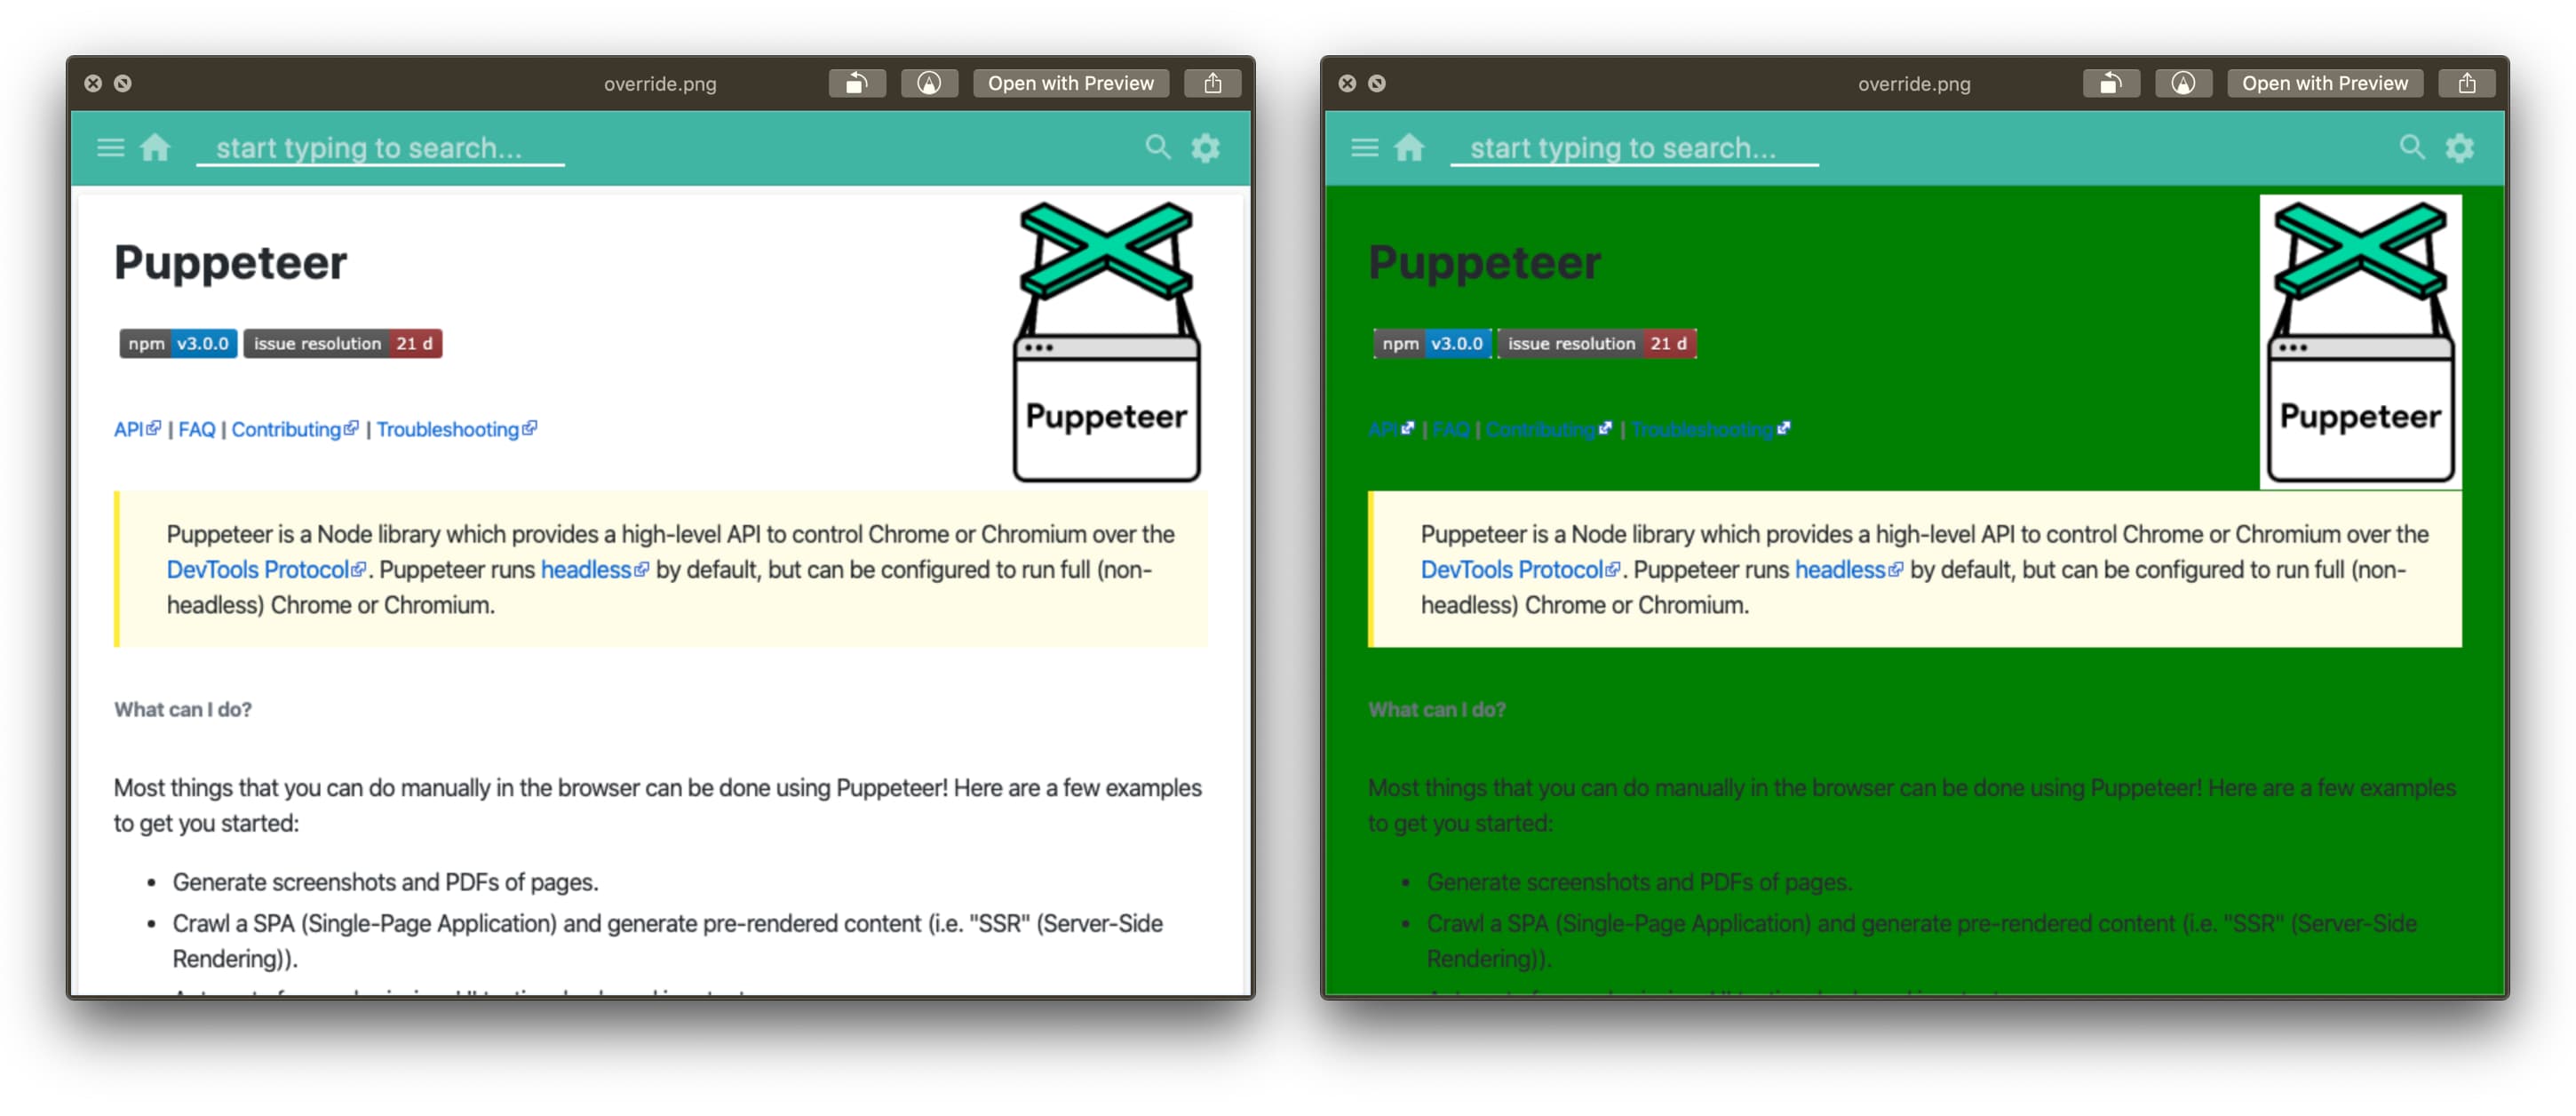 override.png
Open with Preview
start typing to search...
Puppeteer
npm v3.0.0 issue resolution 21 d
API | FAQ | Contributing | Troubleshooting
Puppeteer
Puppeteer is a Node library which provides a high-level API to control Chrome or Chromium over the
DevTools Protocol. Puppeteer runs headless by default, but can be configured to run full (non-
headless) Chrome or Chromium.
What can I do?
Most things that you can do manually in the browser can be done using Puppeteer! Here are a few examples
to get you started:
• Generate screenshots and PDFs of pages.
• Crawl a SPA (Single-Page Application) and generate pre-rendered content (i.e. "SSR" (Server-Side
Rendering)).
override.png
Open with Preview
start typing to search...
Puppeteer
npm v3.0.0 issue resolution 21 d
API | FAQ | Contributing | Troubleshooting
Puppeteer
Puppeteer is a Node library which provides a high-level API to control Chrome or Chromium over the
DevTools Protocol. Puppeteer runs headless by default, but can be configured to run full (non-
headless) Chrome or Chromium.
What can I do?
Most things that you can do manually in the browser can be done using Puppeteer! Here are a few examples
to get you started:
• Generate screenshots and PDFs of pages.
• Crawl a SPA (Single-Page Application) and generate pre-rendered content (i.e. "SSR" (Server-Side
Rendering)).